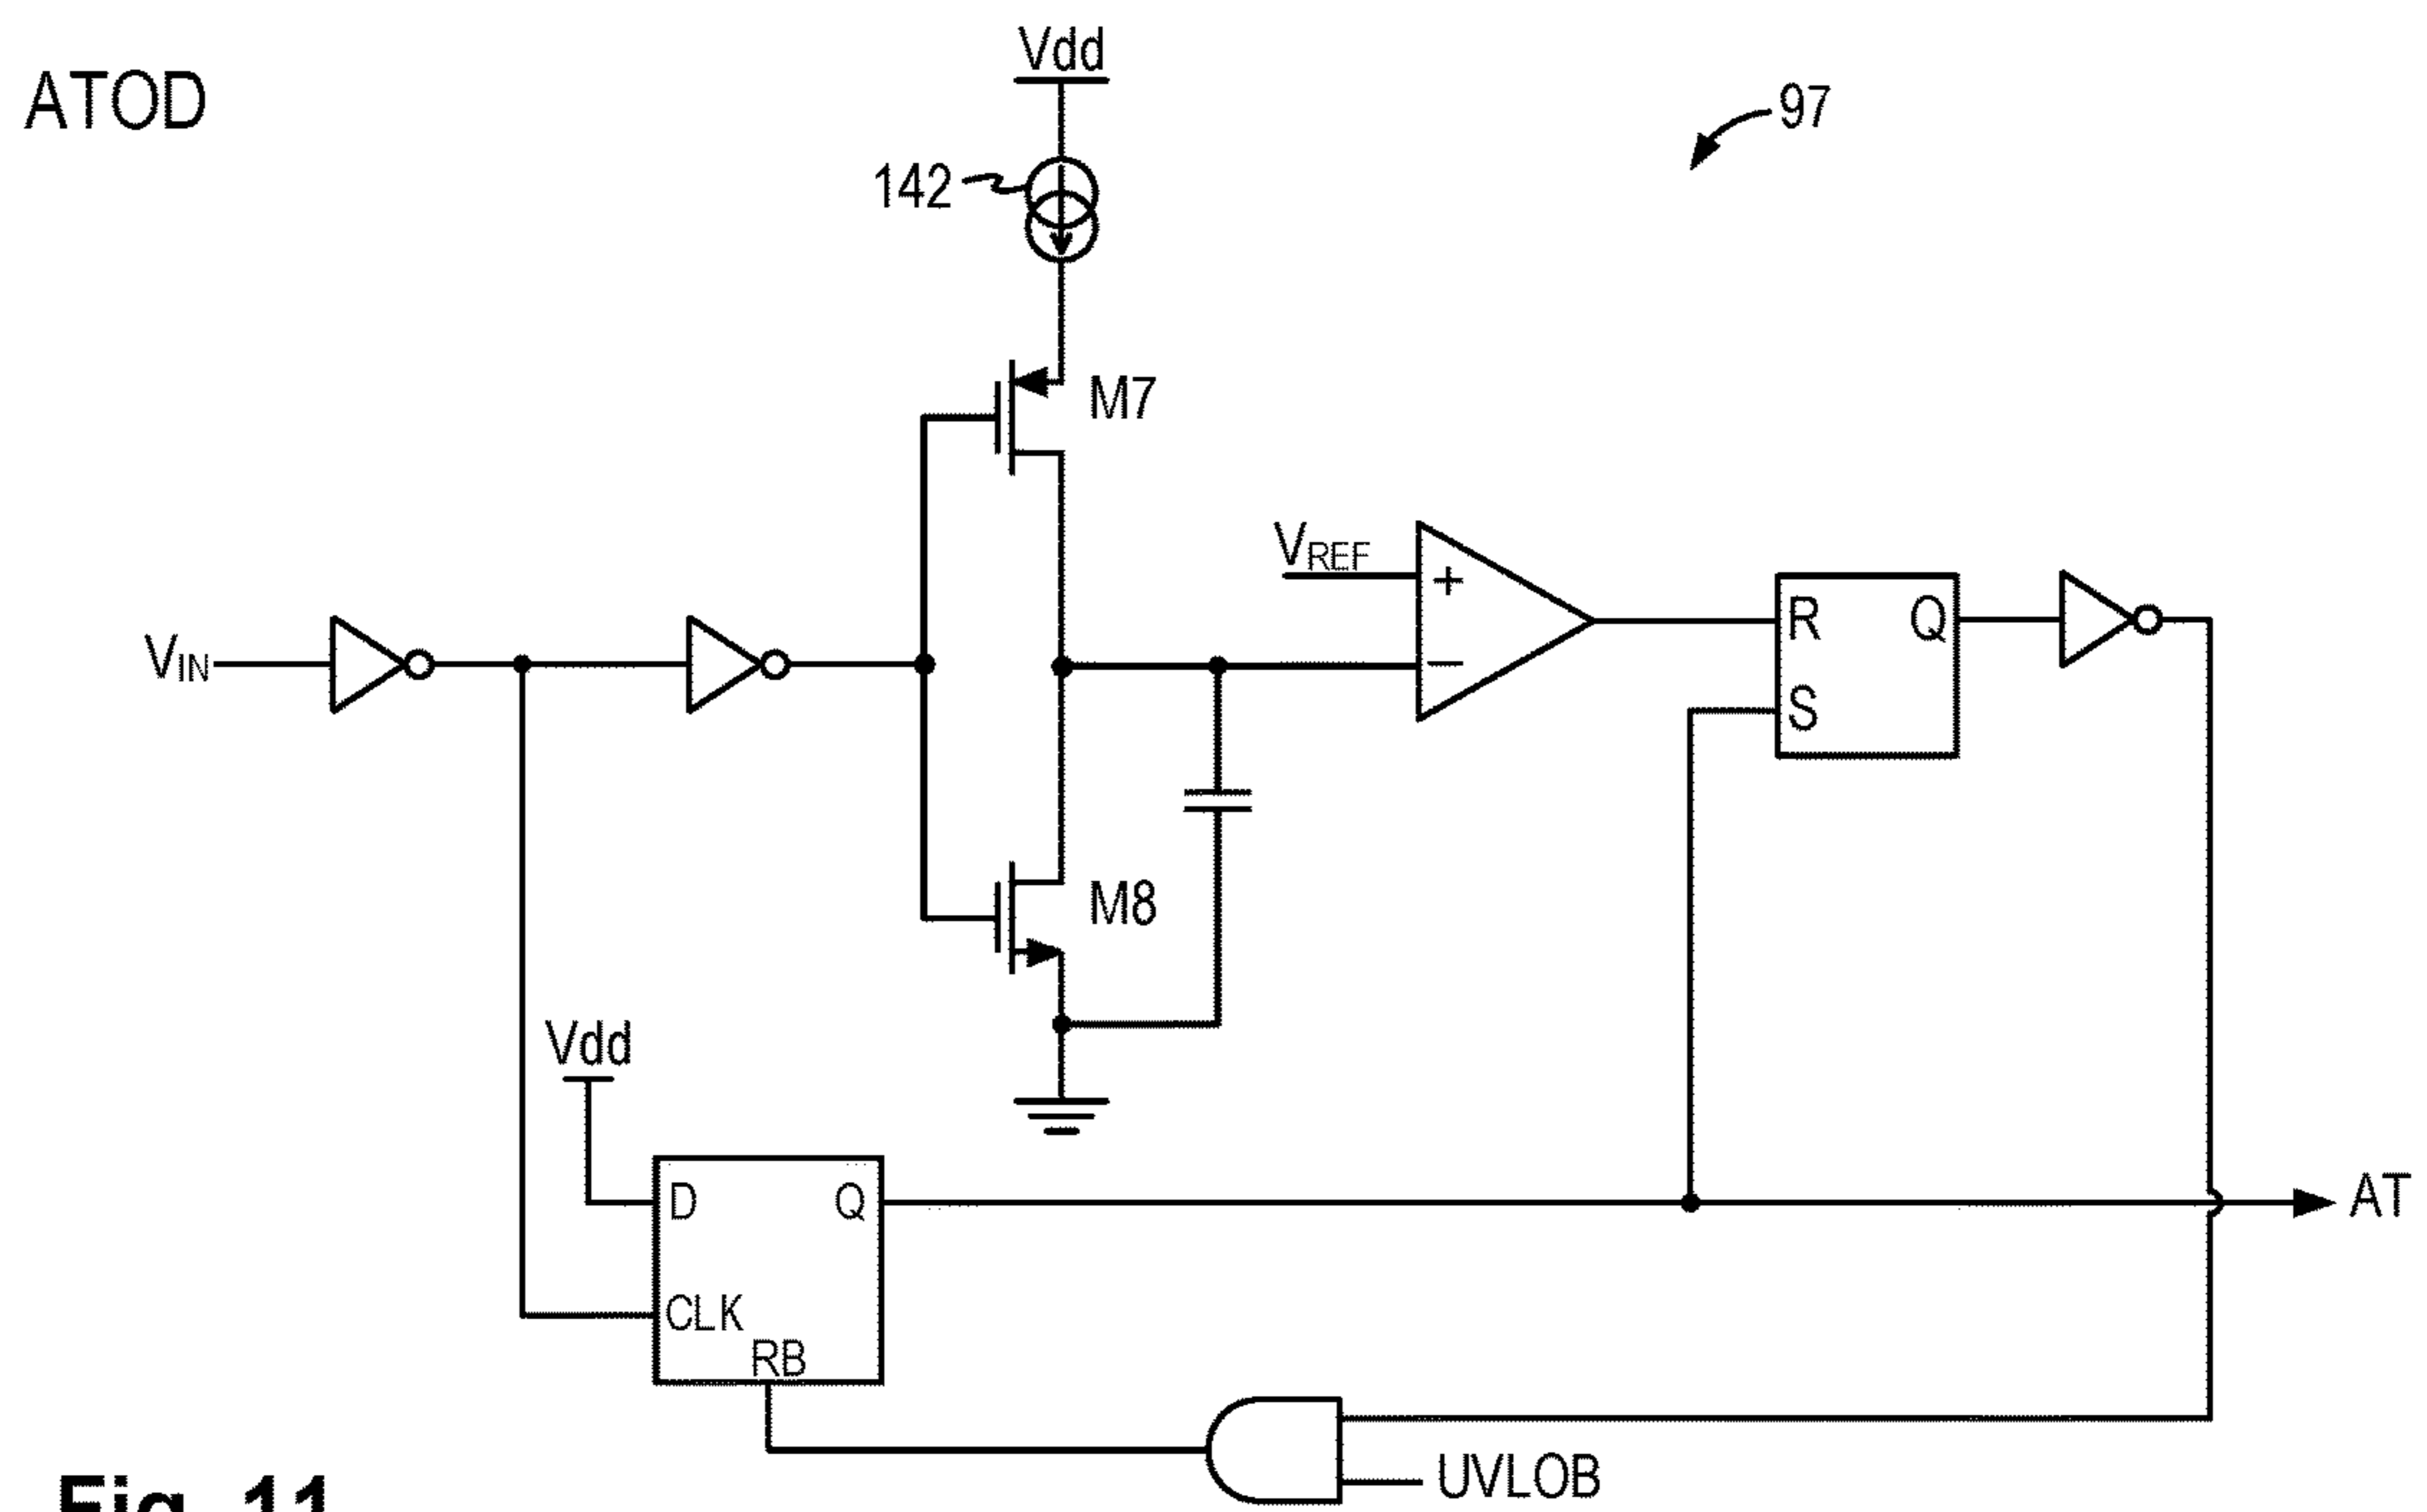 Vdd
ATOD
97
142
M7
VREF
+
R Q
VIN
−
S
M8
Vdd
D Q
AT
CLK
RB
UVLOB
Fig. 11